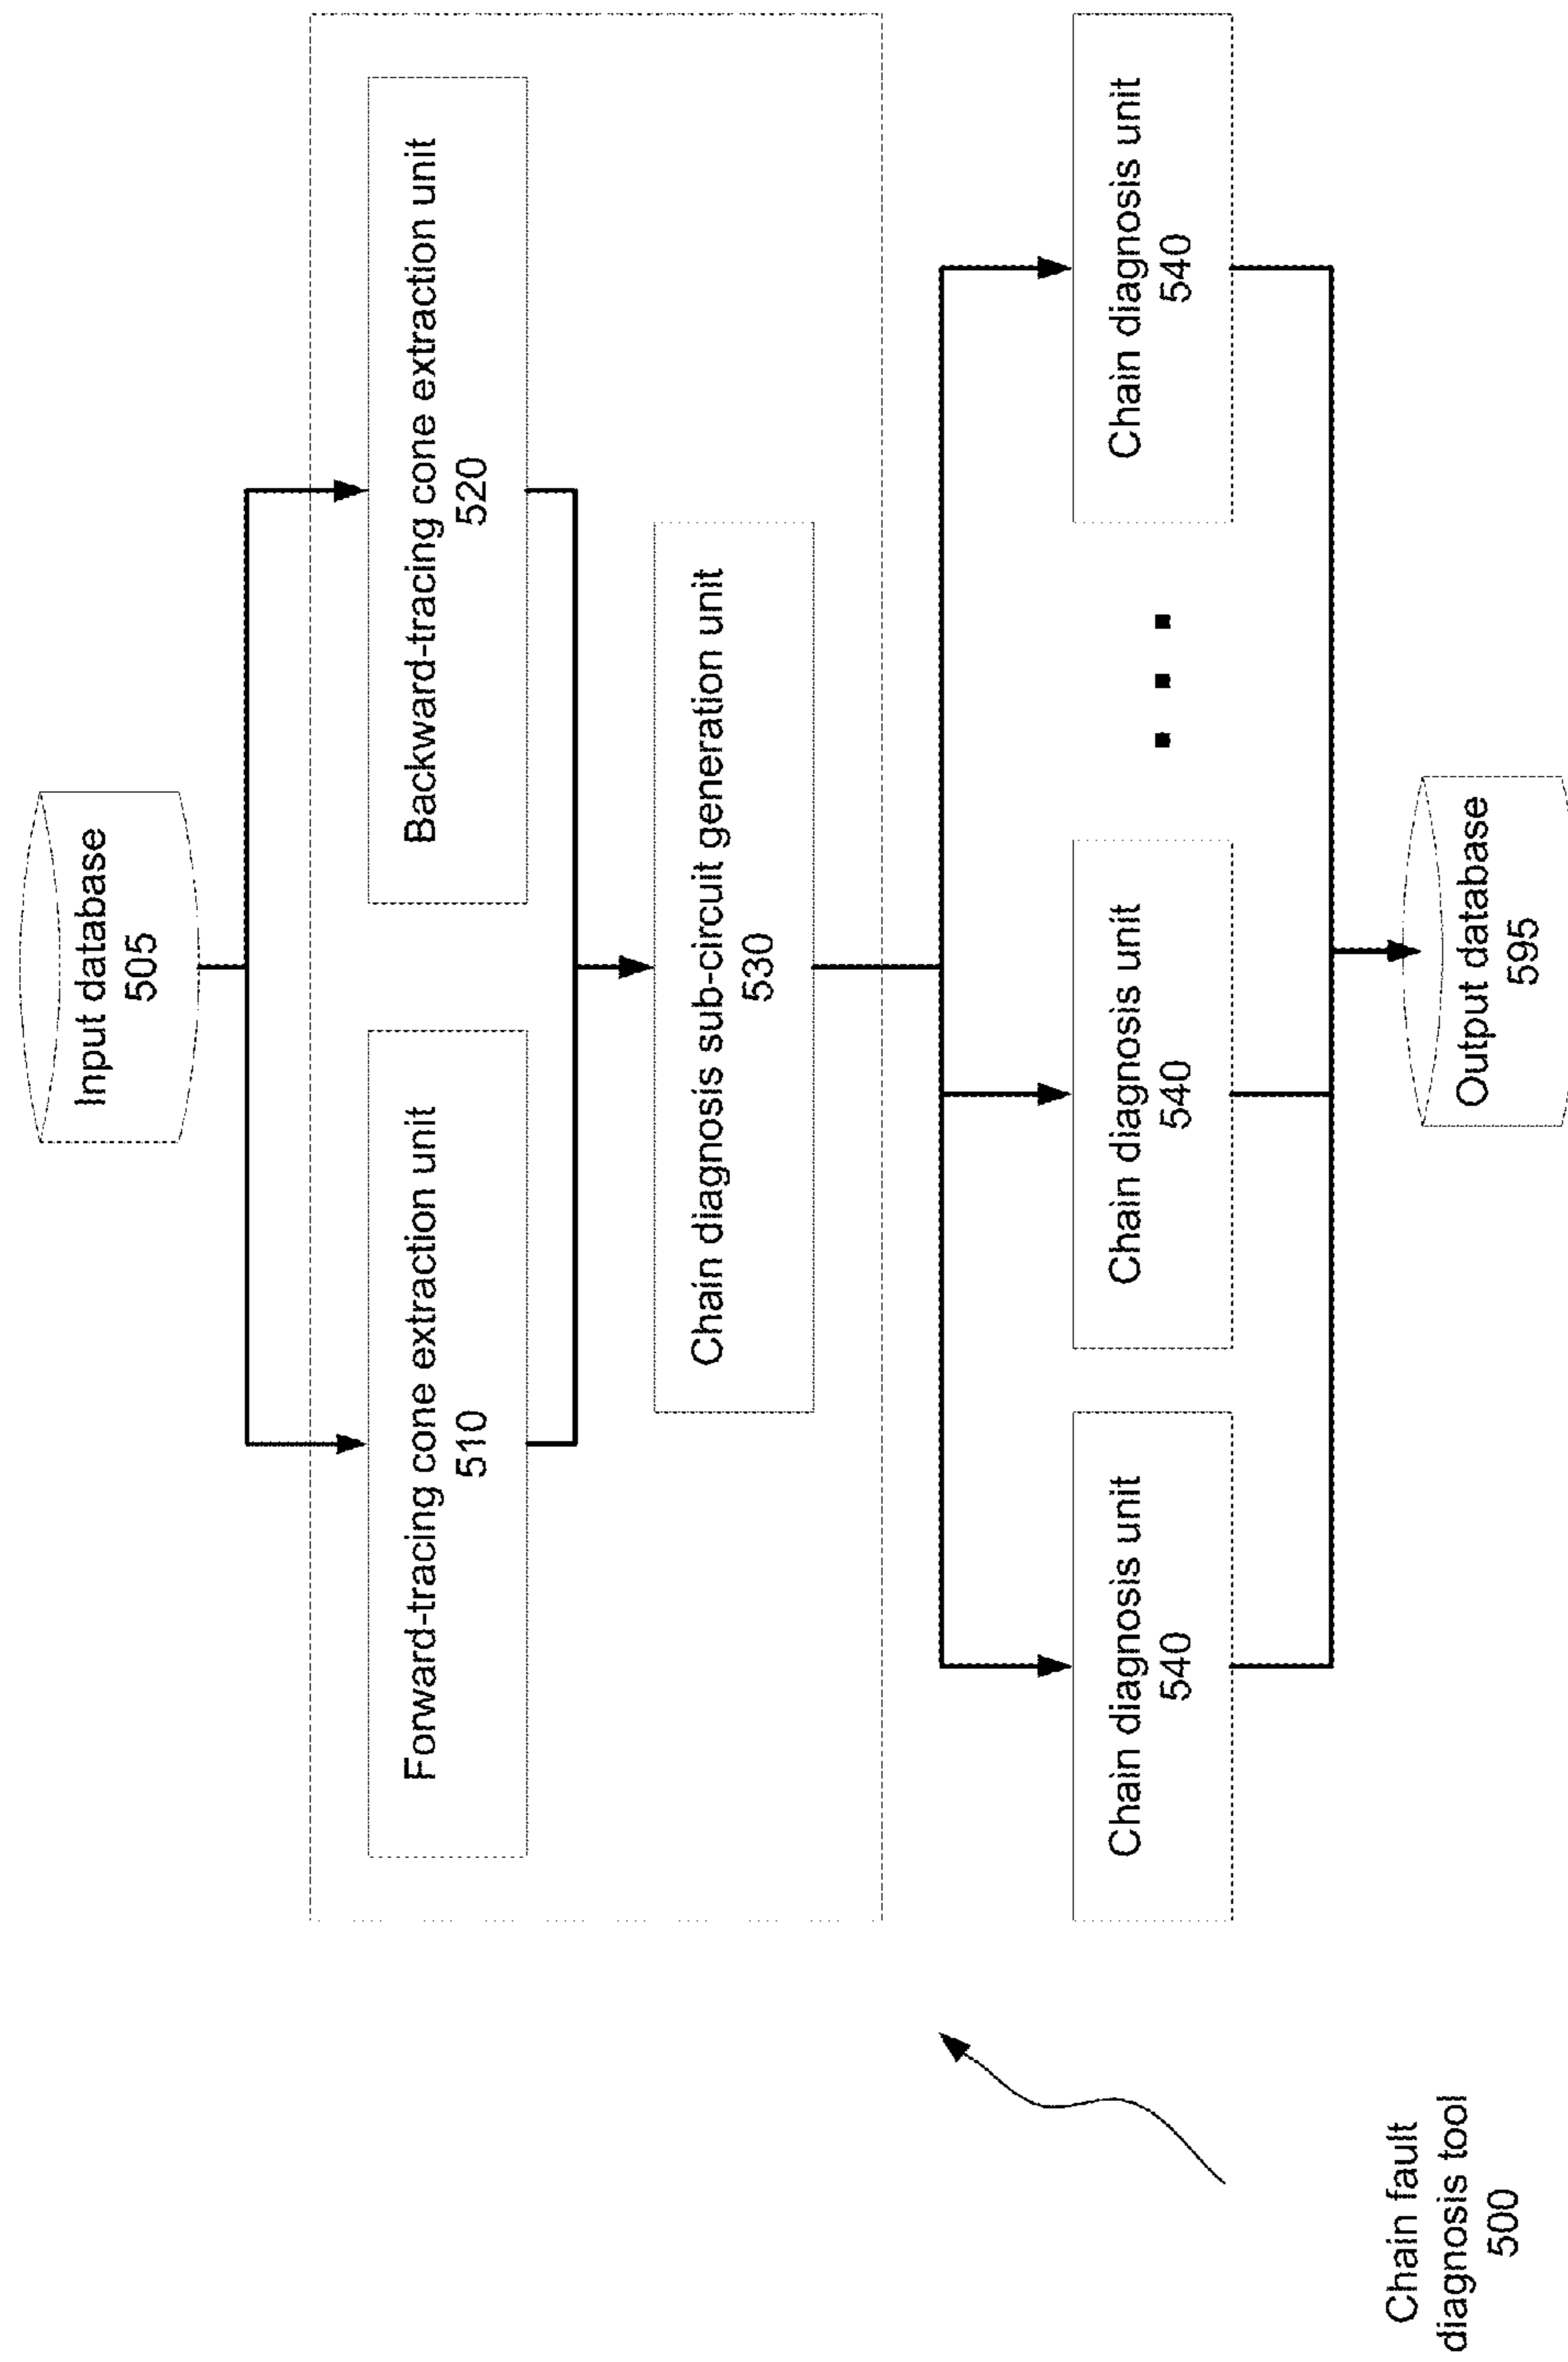 Input database
505
Forward-tracing cone extraction unit
510
Backward-tracing cone extraction unit
520
Chain diagnosis sub-circuit generation unit
530
Chain diagnosis unit
540
Chain diagnosis unit
540
Chain diagnosis unit
540
Output database
595
Chain fault
diagnosis tool
500